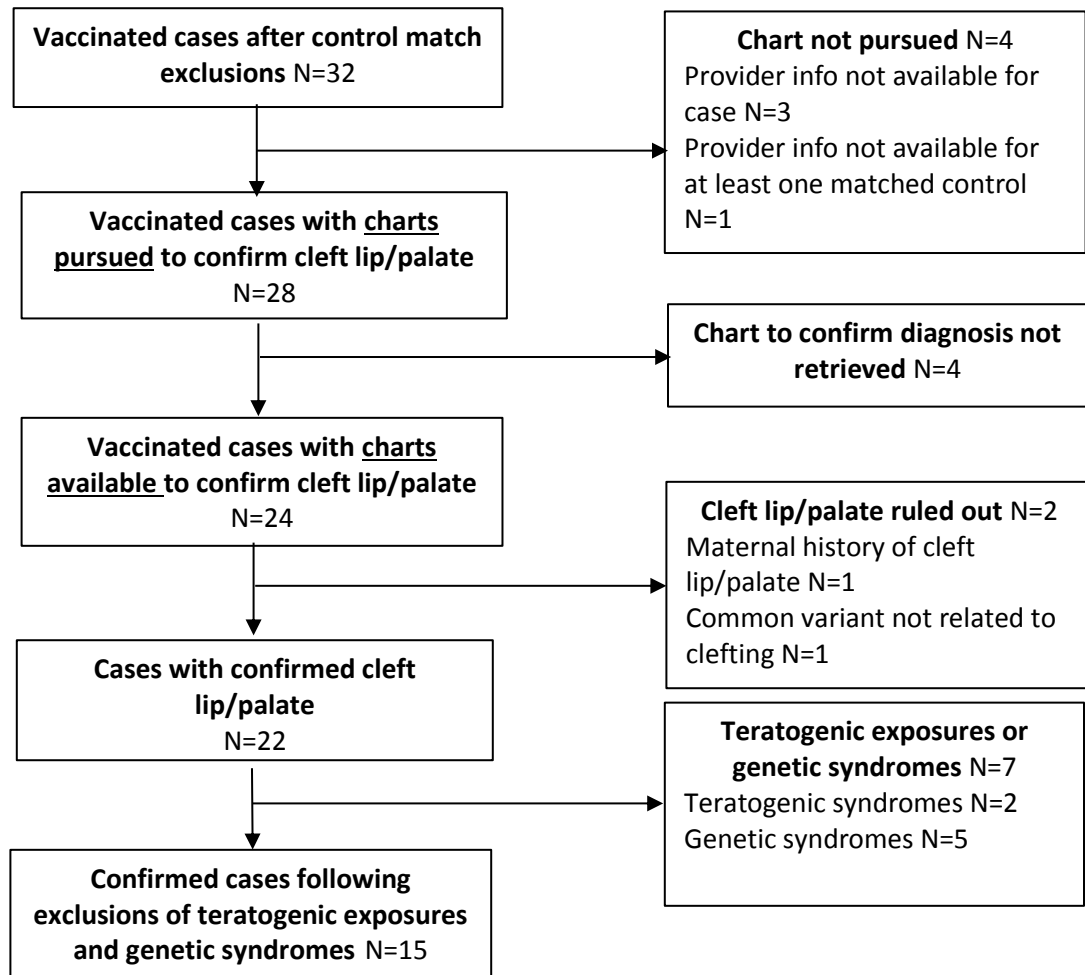 Vaccinated cases after control match
exclusions N=32
Chart not pursued N=4
Provider info not available for
case N=3
Provider info not available for
at least one matched control
N=1
Vaccinated cases with charts
pursued to confirm cleft lip/palate
N=28
Chart to confirm diagnosis not
retrieved N=4
Vaccinated cases with charts
available to confirm cleft lip/palate
N=24
Cleft lip/palate ruled out N=2
Maternal history of cleft
lip/palate N=1
Common variant not related to
clefting N=1
Cases with confirmed cleft
lip/palate
N=22
Teratogenic exposures or
genetic syndromes N=7
Teratogenic syndromes N=2
Genetic syndromes N=5
Confirmed cases following
exclusions of teratogenic exposures
and genetic syndromes N=15